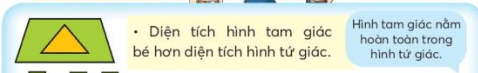 • Diện tích hình tam giác
bé hơn diện tích hình tứ giác.
Hình tam giác nằm
hoàn toàn trong
hình tứ giác.